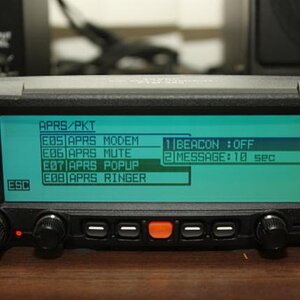 APRS/PKT
E05 APRS MODEM
1 BEACON :OFF
E06 APRS MUTE
2 MESSAGE:10 sec
E07 APRS POPUP
E08 APRS RINGER
ESC